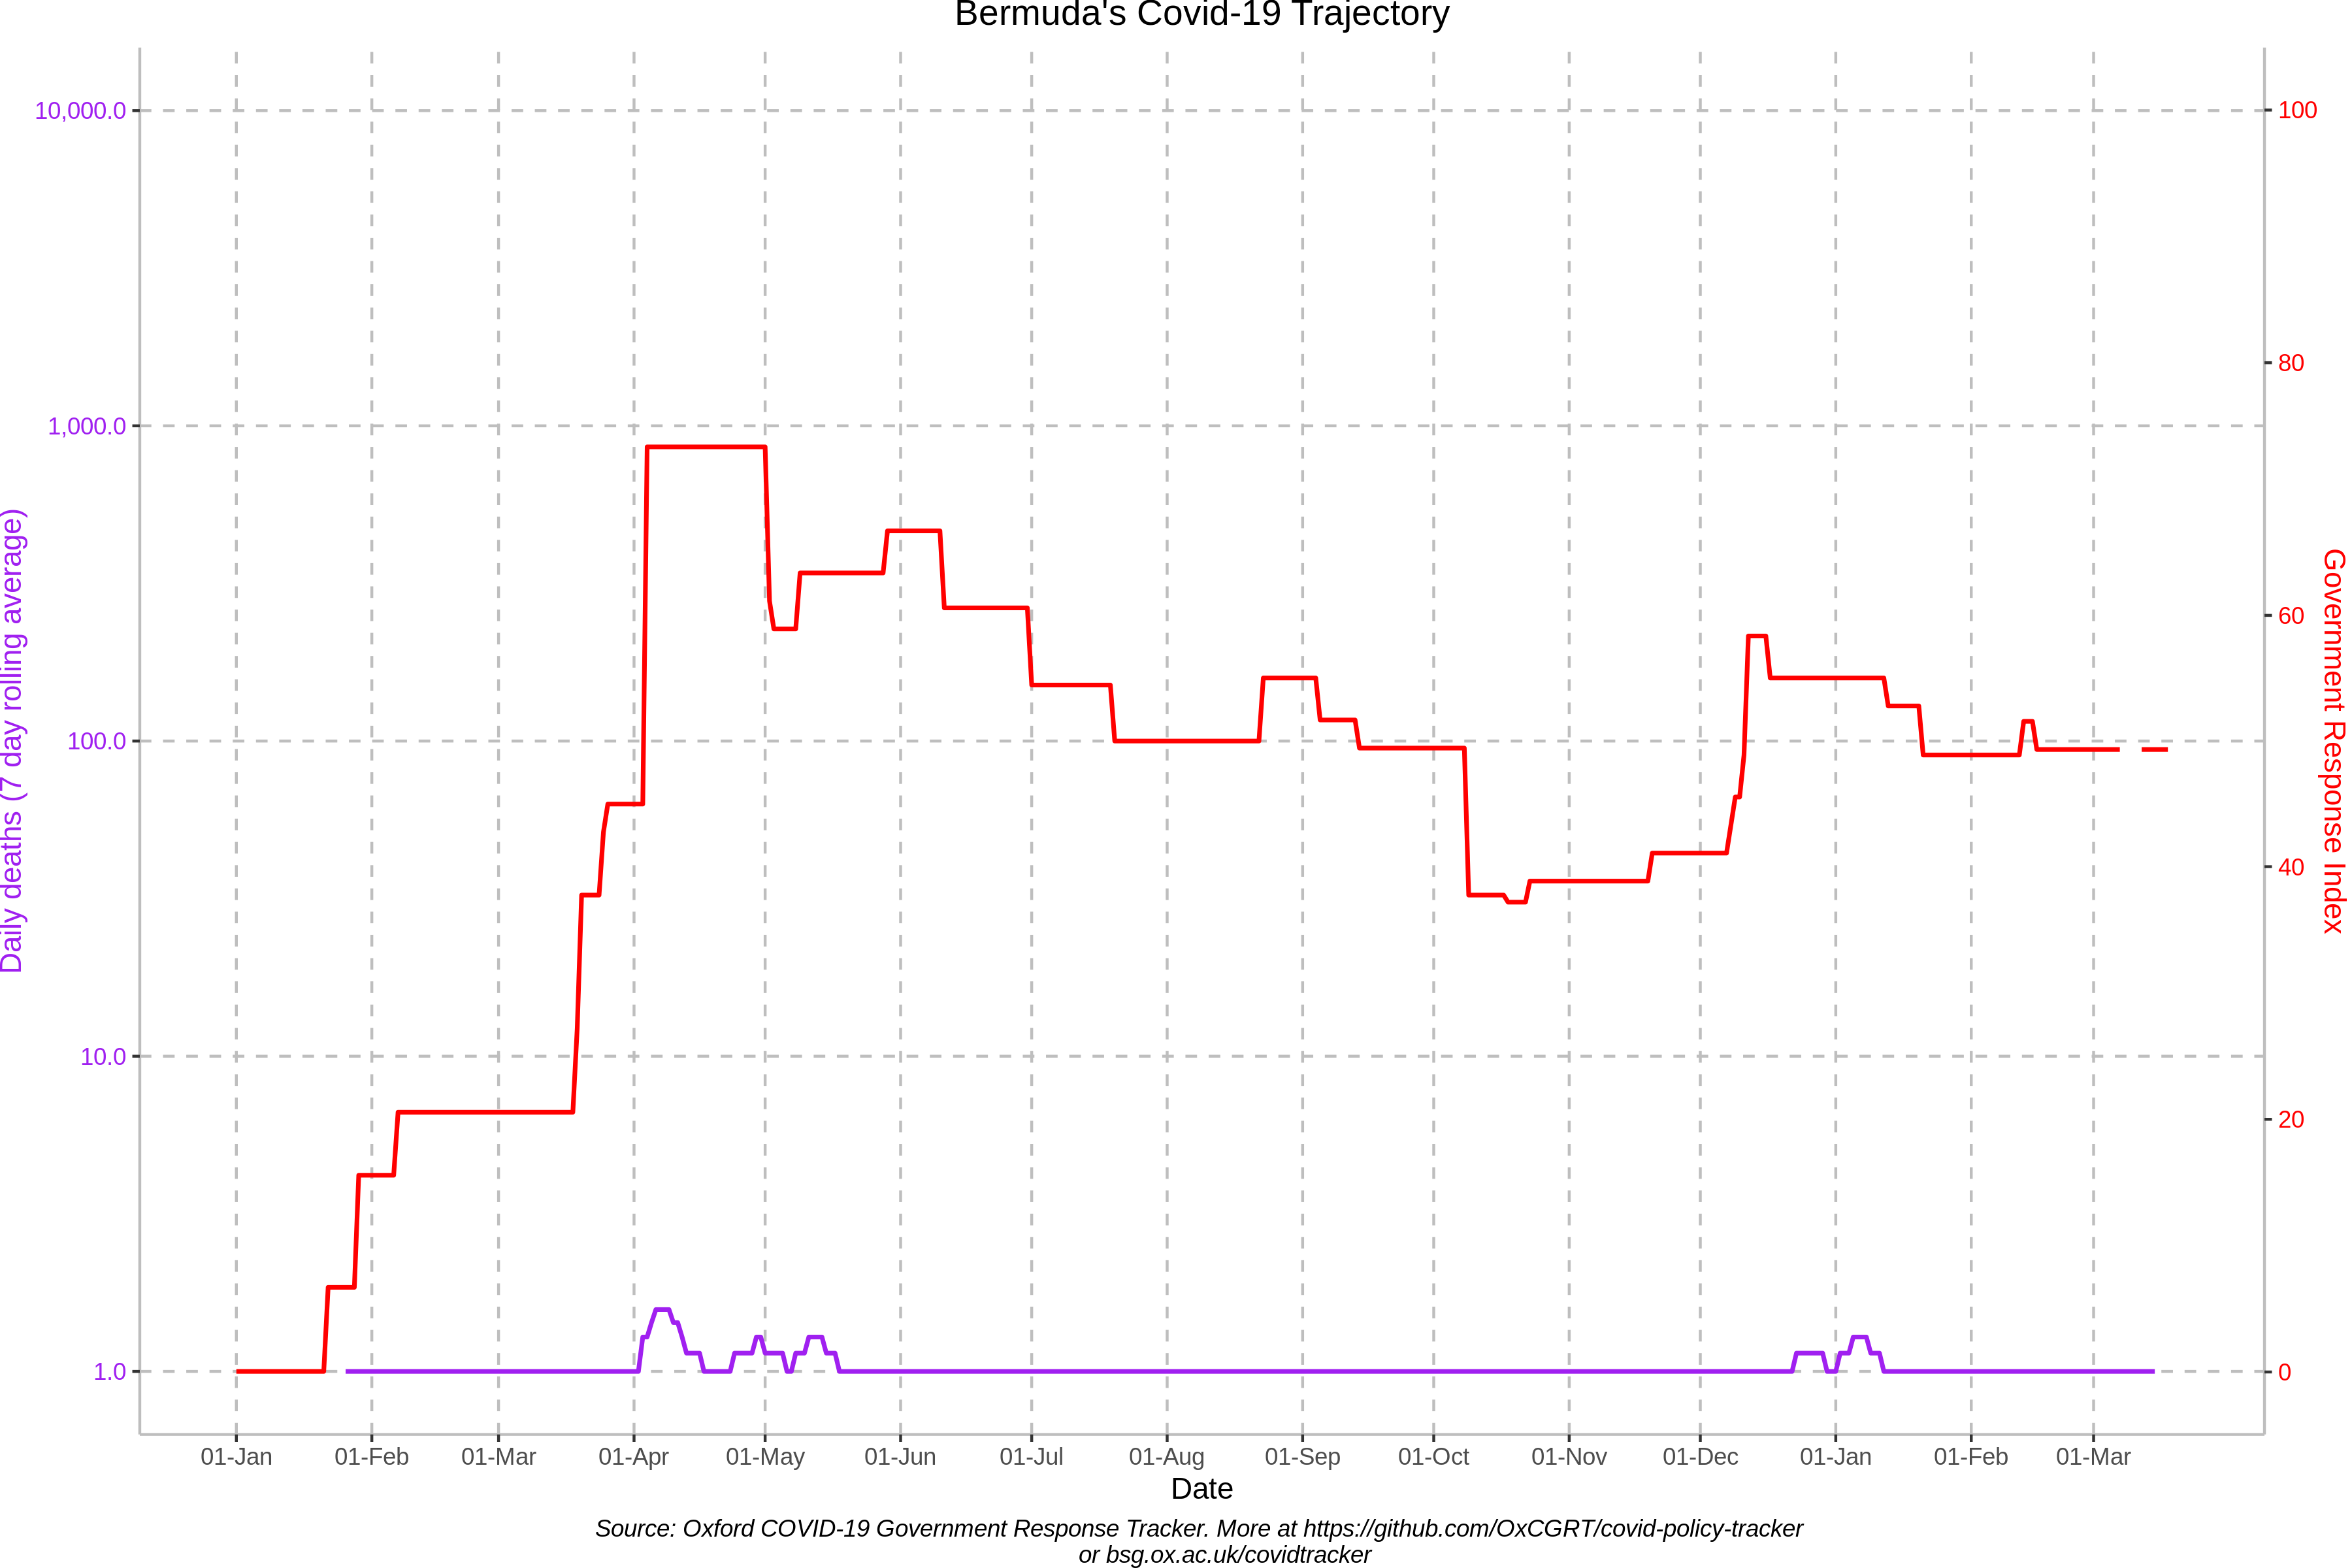 Bermuda's Covid-19 Trajectory
10,000.0
1,000.0
100.0
10.0
1.0
Daily deaths (7 day rolling average)
100
80
60
40
20
0
Government Response Index
01-Jan 01-Feb 01-Mar 01-Apr 01-May 01-Jun 01-Jul 01-Aug 01-Sep 01-Oct 01-Nov 01-Dec 01-Jan 01-Feb 01-Mar
Date
Source: Oxford COVID-19 Government Response Tracker. More at https://github.com/OxCGRT/covid-policy-tracker
or bsg.ox.ac.uk/covidtracker